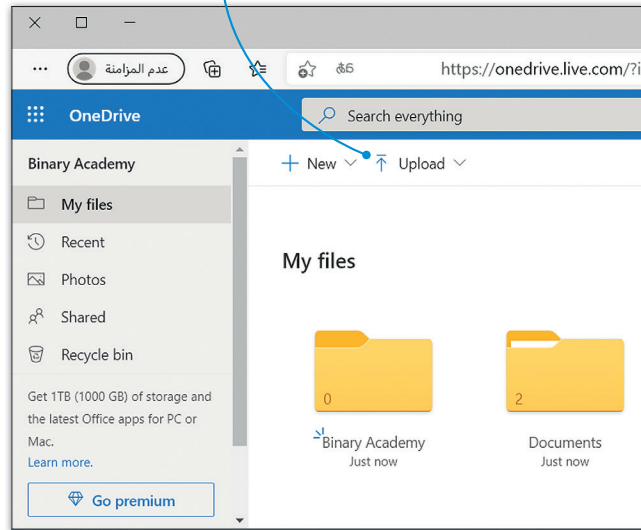 عدم المزامنة
https://onedrive.live.com/?i
OneDrive
Search everything
Binary Academy
New
Upload
My files
Recent
Photos
Shared
Recycle bin
Get 1TB (1000 GB) of storage and
the latest Office apps for PC or
Mac.
Learn more.
Go premium
My files
0
Binary Academy
Just now
2
Documents
Just now